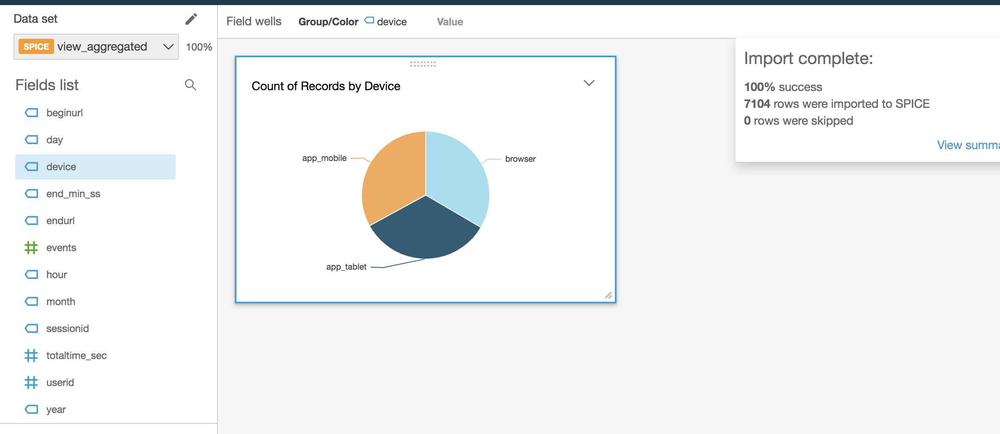 Data set
SPICE view_aggregated 100%
Fields list
beginurl
day
device
end_min_ss
endurl
events
hour
month
sessionid
totaltime_sec
userid
year
Field wells Group/Color device Value
Count of Records by Device
app_mobile
browser
app_tablet
Import complete:
100% success
7104 rows were imported to SPICE
0 rows were skipped
View summa